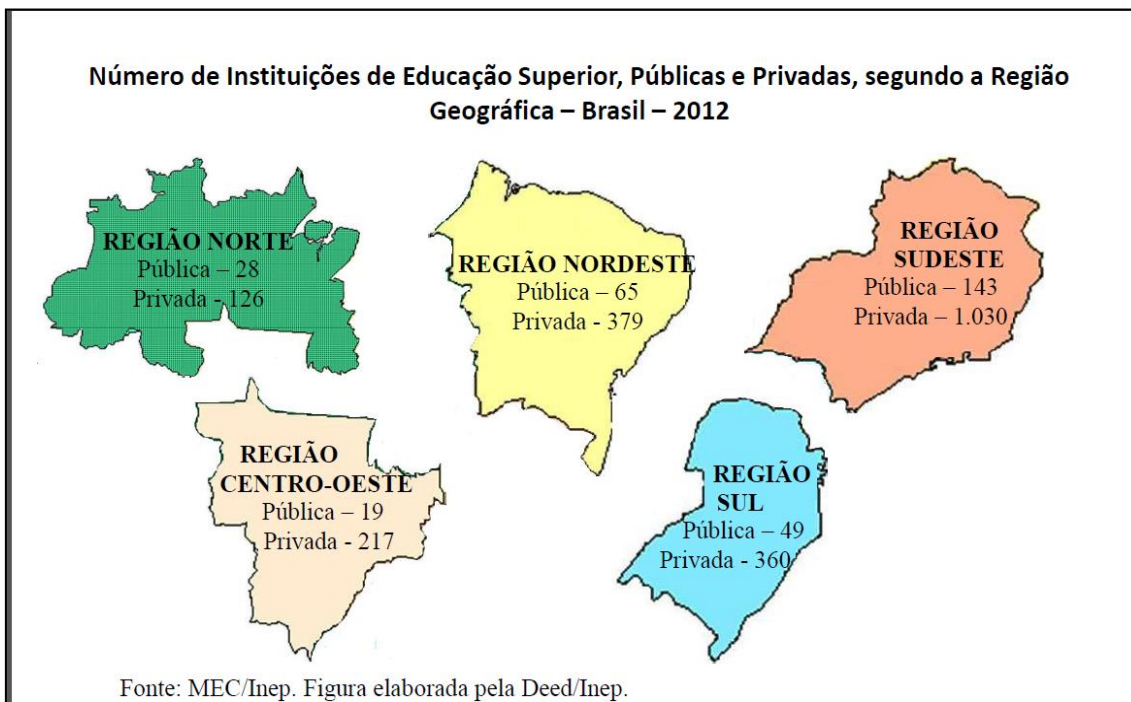 Número de Instituições de Educação Superior, Públicas e Privadas, segundo a Região
Geográfica – Brasil – 2012
REGIÃO NORTE
Pública – 28
Privada - 126
REGIÃO NORDESTE
Pública – 65
Privada - 379
REGIÃO
SUDESTE
Pública – 143
Privada – 1.030
REGIÃO
CENTRO-OESTE
Pública – 19
Privada - 217
REGIÃO
SUL
Pública – 49
Privada - 360
Fonte: MEC/Inep. Figura elaborada pela Deed/Inep.